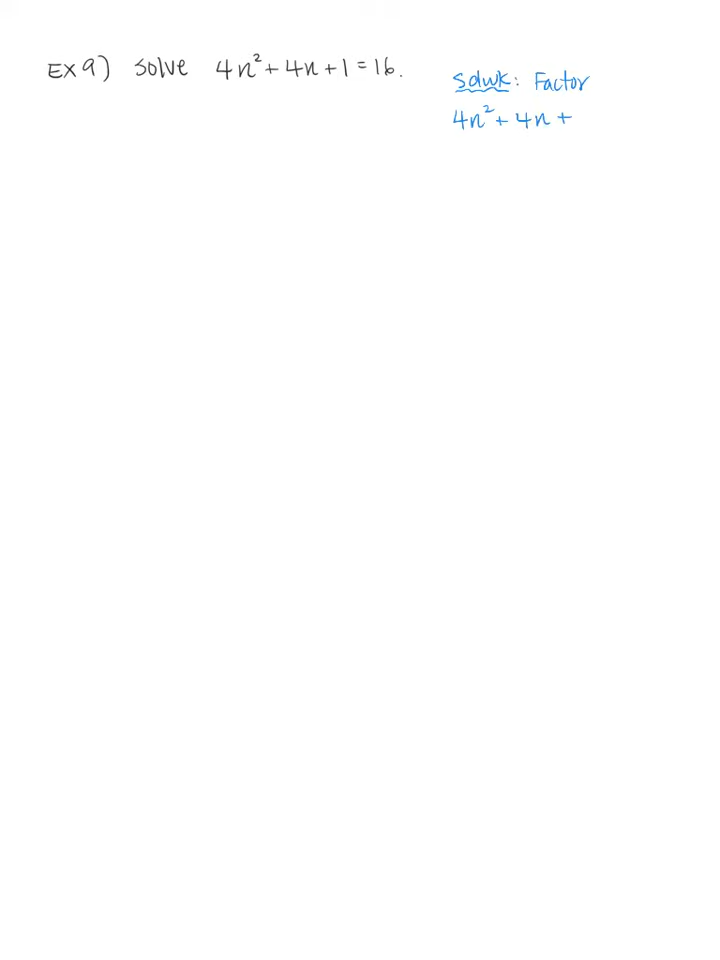 Ex 9) solve 4n² + 4n + 1 = 16.
sdwk: Factor
4n² + 4n +